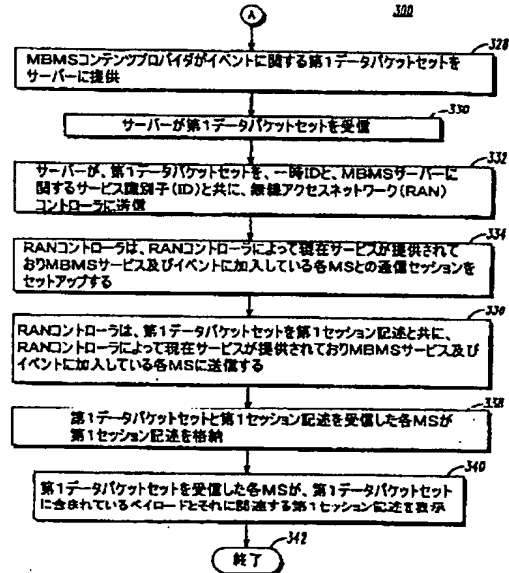 300
A
328
MBMSコンテンツプロバイダがイベントに関する第1データパケットセットを
サーバーに提供
330
サーバーが第1データパケットセットを受信
332
サーバーが、第1データパケットセットを、一時IDと、MBMSサーバーに
関するサービス識別子(ID)と共に、無線アクセスネットワーク(RAN)
コントローラに送信
334
RANコントローラは、RANコントローラによって現在サービスが提供されて
おりMBMSサービス及びイベントに加入している各MSとの通信セッションを
セットアップする
336
RANコントローラは、第1データパケットセットを第1セッション記述と共に、
RANコントローラによって現在サービスが提供されておりMBMSサービス及び
イベントに加入している各MSに送信する
338
第1データパケットセットと第1セッション記述を受信した各MSが
第1セッション記述を格納
340
第1データパケットセットを受信した各MSが、第1データパケットセット
に含まれているペイロードとそれに関連する第1セッション記述を表示
342
終了